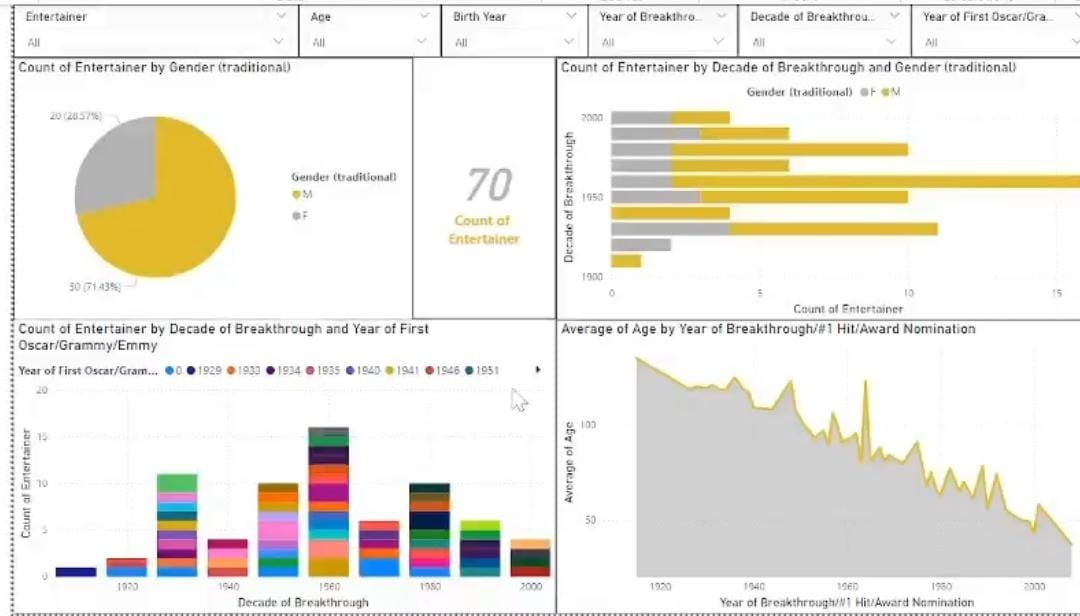 Entertainer
Age
Birth Year
Year of Breakthro...
Decade of Breakthrou...
Year of First Oscar/Gra...
All
All
All
All
All
All
Count of Entertainer by Gender (traditional)
20 (28.57%)
Gender (traditional)
M
F
50 (71.43%)
70
Count of
Entertainer
Count of Entertainer by Decade of Breakthrough and Gender (traditional)
Gender (traditional) F M
Decade of Breakthrough
2000
1950
1900
0 5 10 15
Count of Entertainer
Count of Entertainer by Decade of Breakthrough and Year of First
Oscar/Grammy/Emmy
Year of First Oscar/Gram... 0 1929 1933 1934 1935 1940 1941 1946 1951
Count of Entertainer
20
15
10
5
0
1920 1940 1960 1980 2000
Decade of Breakthrough
Average of Age by Year of Breakthrough/#1 Hit/Award Nomination
Average of Age
100
50
1920 1940 1960 1980 2000
Year of Breakthrough/#1 Hit/Award Nomination